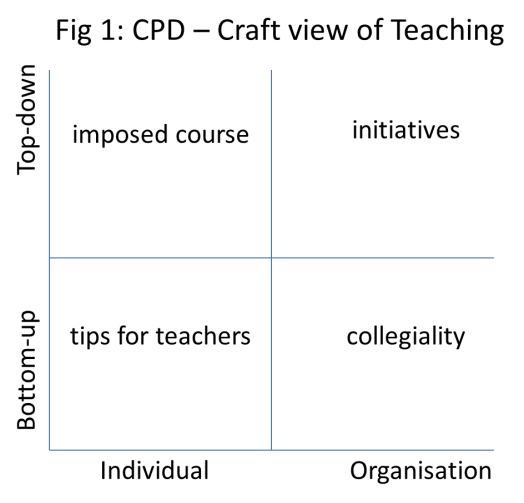 Fig 1: CPD – Craft view of Teaching
Top-down
imposed course
initiatives
Bottom-up
tips for teachers
collegiality
Individual
Organisation